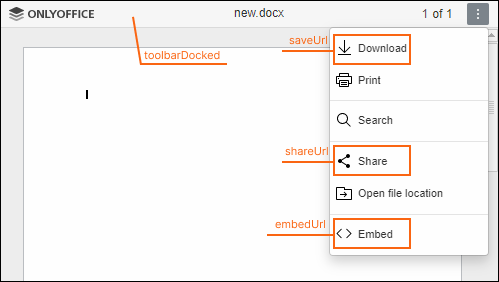 ONLYOFFICE new.docx 1 of 1
toolbarDocked
saveUrl Download
Print
Search
shareUrl Share
Open file location
embedUrl Embed